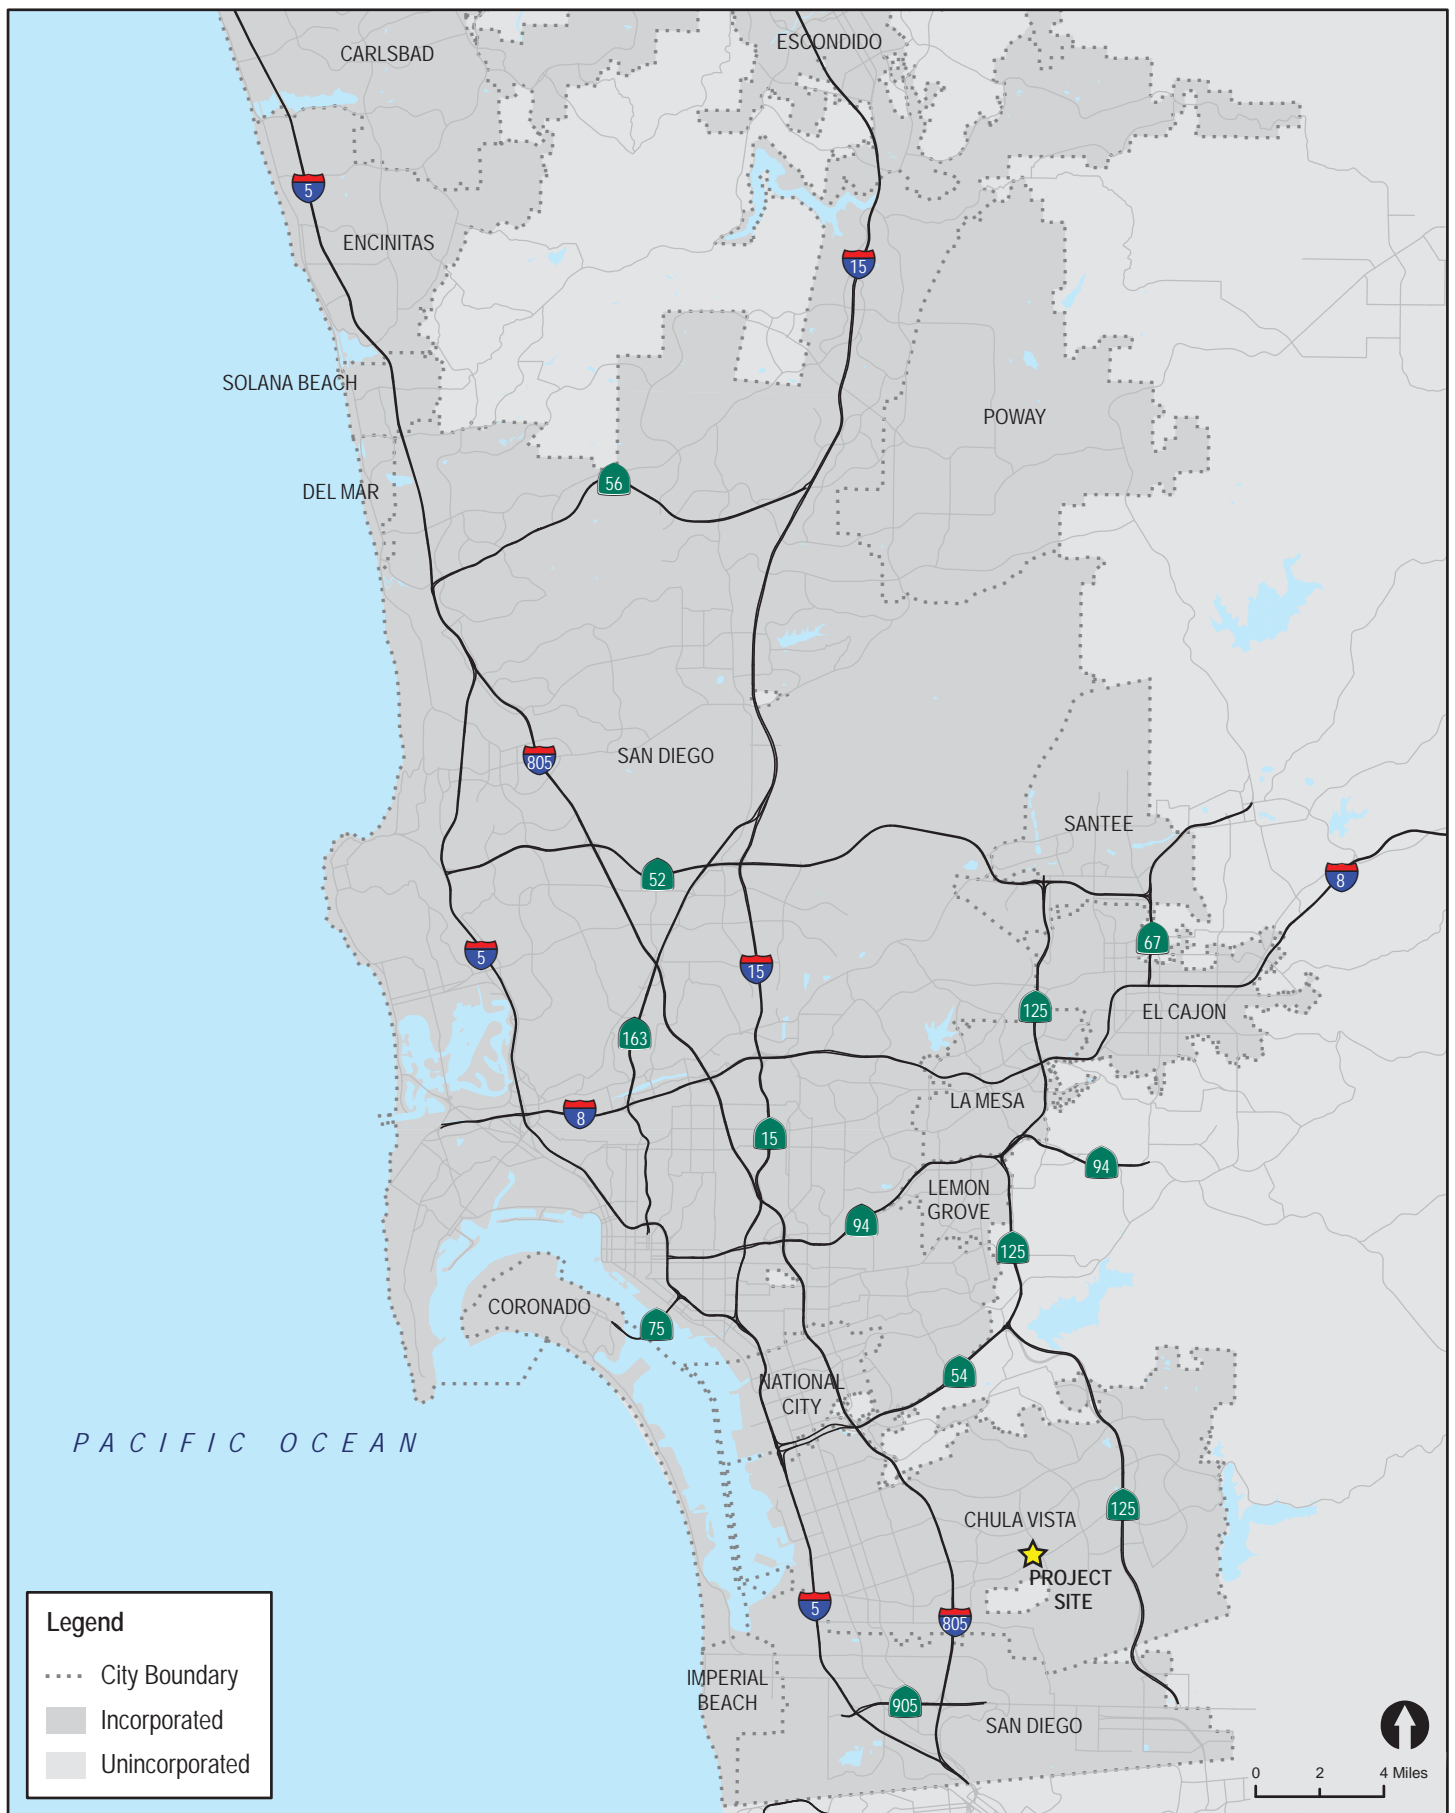 CARLSBAD
ESCONDIDO
5
ENCINITAS
15
SOLANA BEACH
POWAY
DEL MAR
56
805
SAN DIEGO
SANTEE
52
8
67
5
15
125
EL CAJON
163
8
LA MESA
15
94
LEMON
GROVE
94
125
CORONADO
75
NATIONAL
CITY
54
PACIFIC OCEAN
125
CHULA VISTA
PROJECT
SITE
5
805
IMPERIAL
BEACH
905
SAN DIEGO
Legend
City Boundary
Incorporated
Unincorporated
0 2 4 Miles